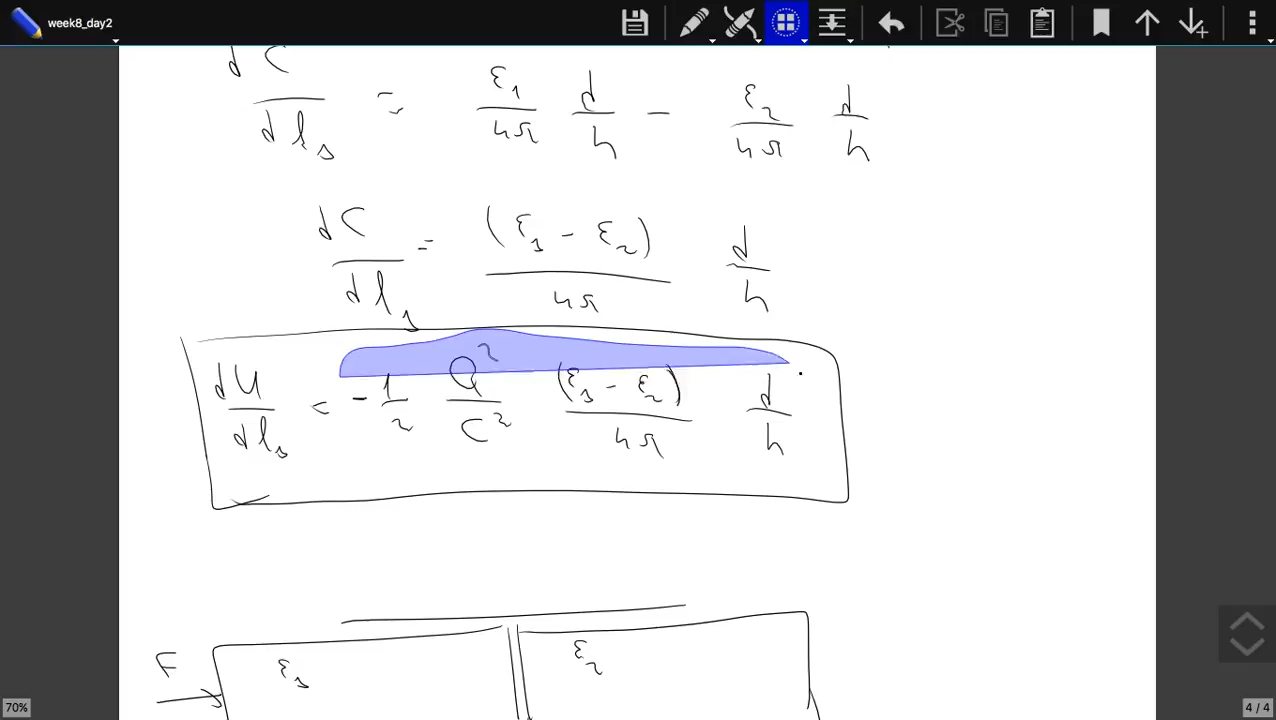 week8_day2
dC/dl₁ = ε₁/4π d/h − ε₂/4π d/h
dC/dl₁ = (ε₁ − ε₂)/4π d/h
dU/dl₁ = −1/2 Q²/C² (ε₁ − ε₂)/4π d/h
F ε₁ ε₂
70% 4 / 4